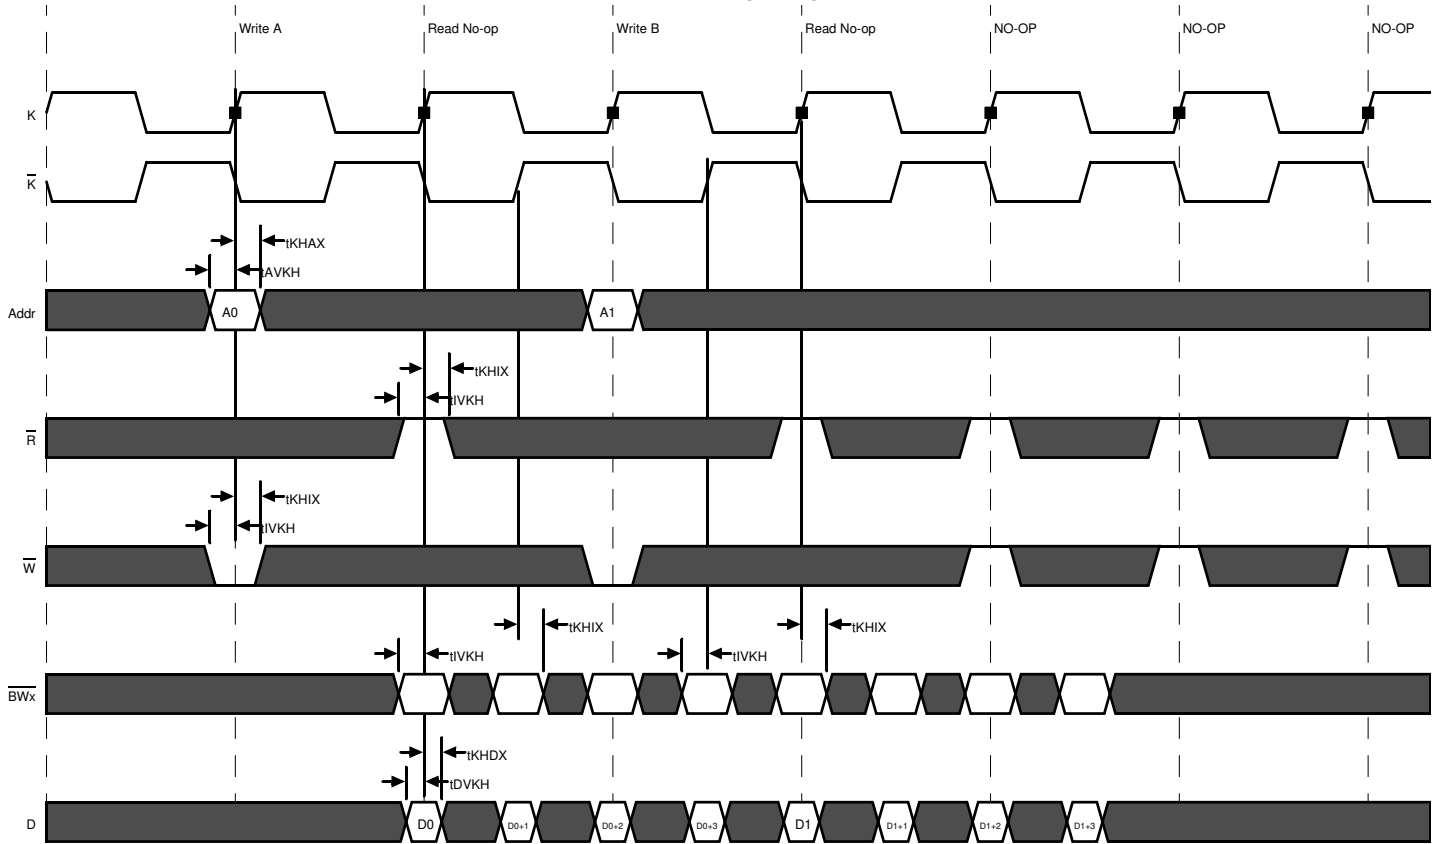 Write A Read No-op Write B Read No-op NO-OP NO-OP NO-OP
K
K
tKHAX
tAVKH
Addr A0 A1
tKHIX
tIVKH
R
tKHIX
tIVKH
W
tKHIX tKHIX
tIVKH tIVKH
BWx
tKHDX
tDVKH
D D0 D0+1 D0+2 D0+3 D1 D1+1 D1+2 D1+3